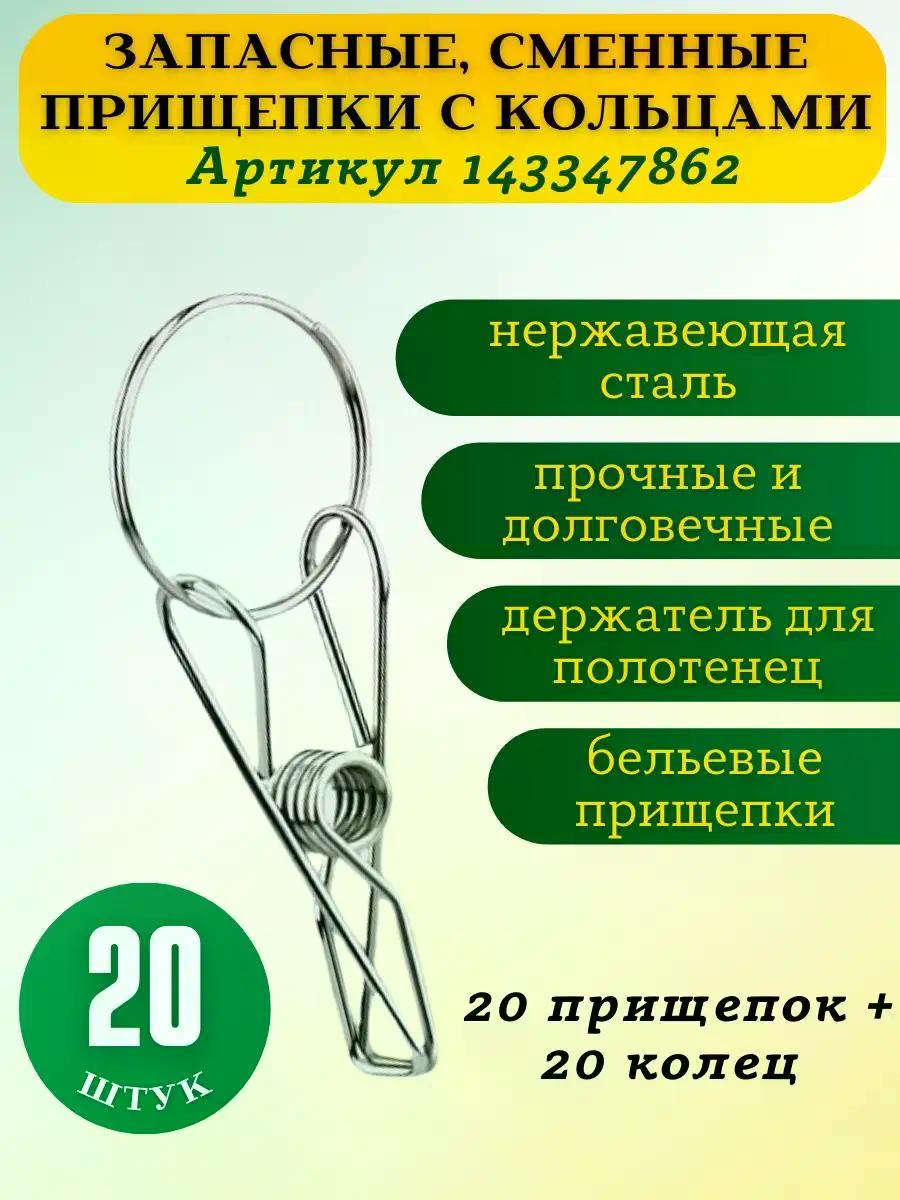 ЗАПАСНЫЕ, СМЕННЫЕ
ПРИЩЕПКИ С КОЛЬЦАМИ
Артикул 143347862
нержавеющая
сталь
прочные и
долговечные
держатель для
полотенец
бельевые
прищепки
20
ШТУК
20 прищепок +
20 колец